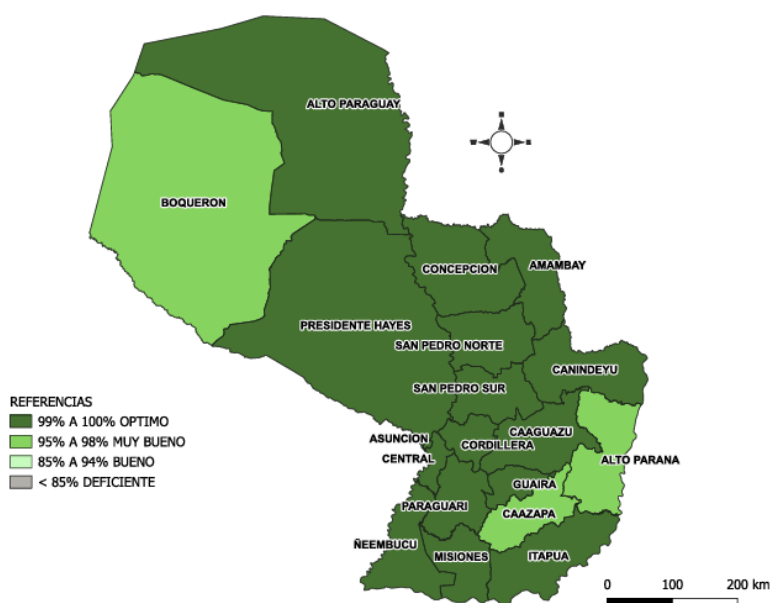 ALTO PARAGUAY
BOQUERON
CONCEPCION
AMAMBAY
PRESIDENTE HAYES
SAN PEDRO NORTE
CANINDEYU
SAN PEDRO SUR
REFERENCIAS
99% A 100% OPTIMO
95% A 98% MUY BUENO
85% A 94% BUENO
< 85% DEFICIENTE
ASUNCION
CAAGUAZU
CORDILLERA
CENTRAL
ALTO PARANA
GUAIRA
PARAGUARI
CAAZAPA
ÑEEMBUCU
MISIONES
ITAPUA
0 100 200 km